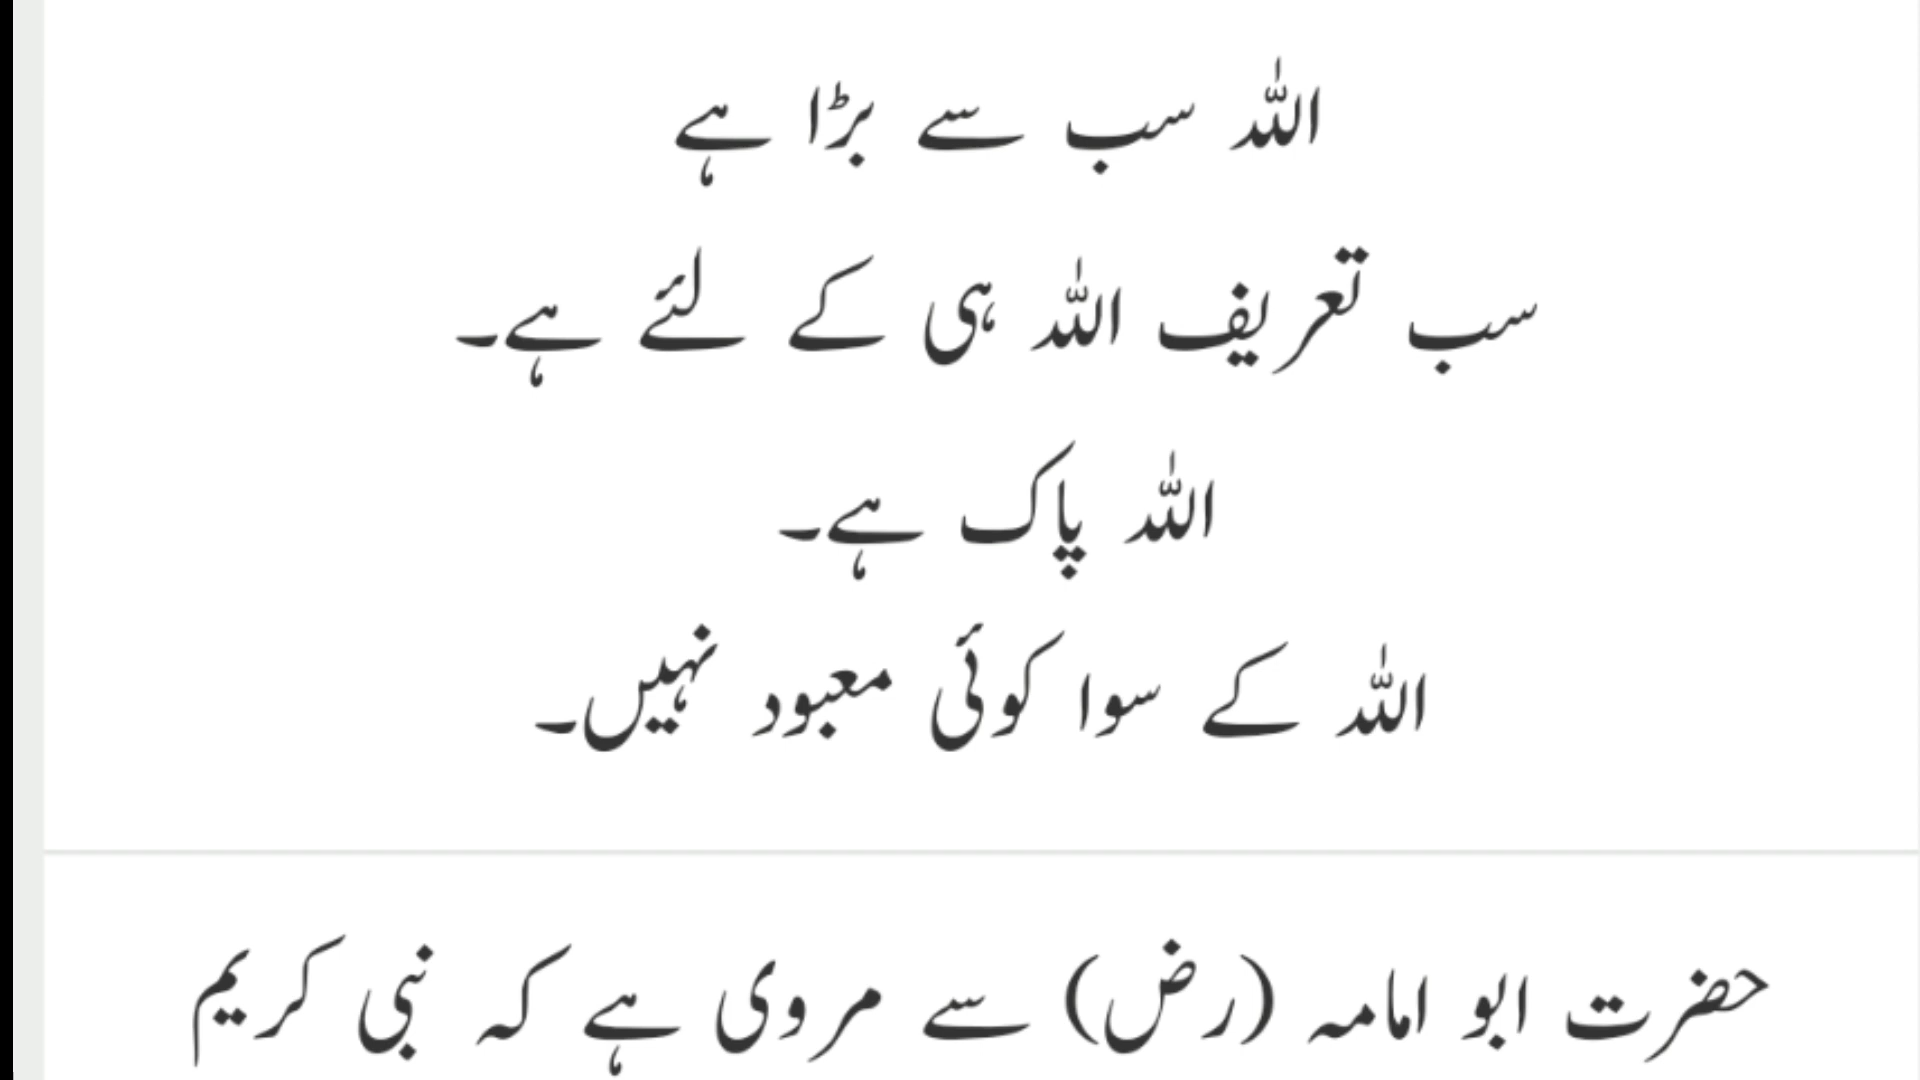 اللہ سب سے بڑا ہے
سب تعریف اللہ ہی کے لئے ہے۔
اللہ پاک ہے۔
اللہ کے سوا کوئی معبود نہیں۔
حضرت ابو امامہ (رض) سے مروی ہے کہ نبی کریم